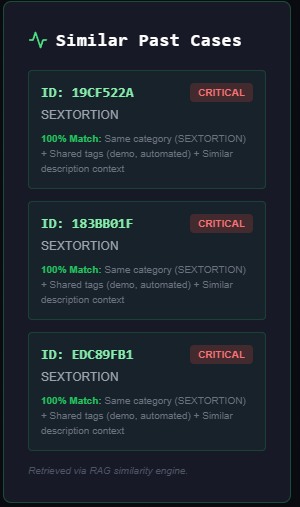 Similar Past Cases
ID: 19CF522A CRITICAL
SEXTORTION
100% Match: Same category (SEXTORTION)
+ Shared tags (demo, automated) + Similar
description context
ID: 183BB01F CRITICAL
SEXTORTION
100% Match: Same category (SEXTORTION)
+ Shared tags (demo, automated) + Similar
description context
ID: EDC89FB1 CRITICAL
SEXTORTION
100% Match: Same category (SEXTORTION)
+ Shared tags (demo, automated) + Similar
description context
Retrieved via RAG similarity engine.